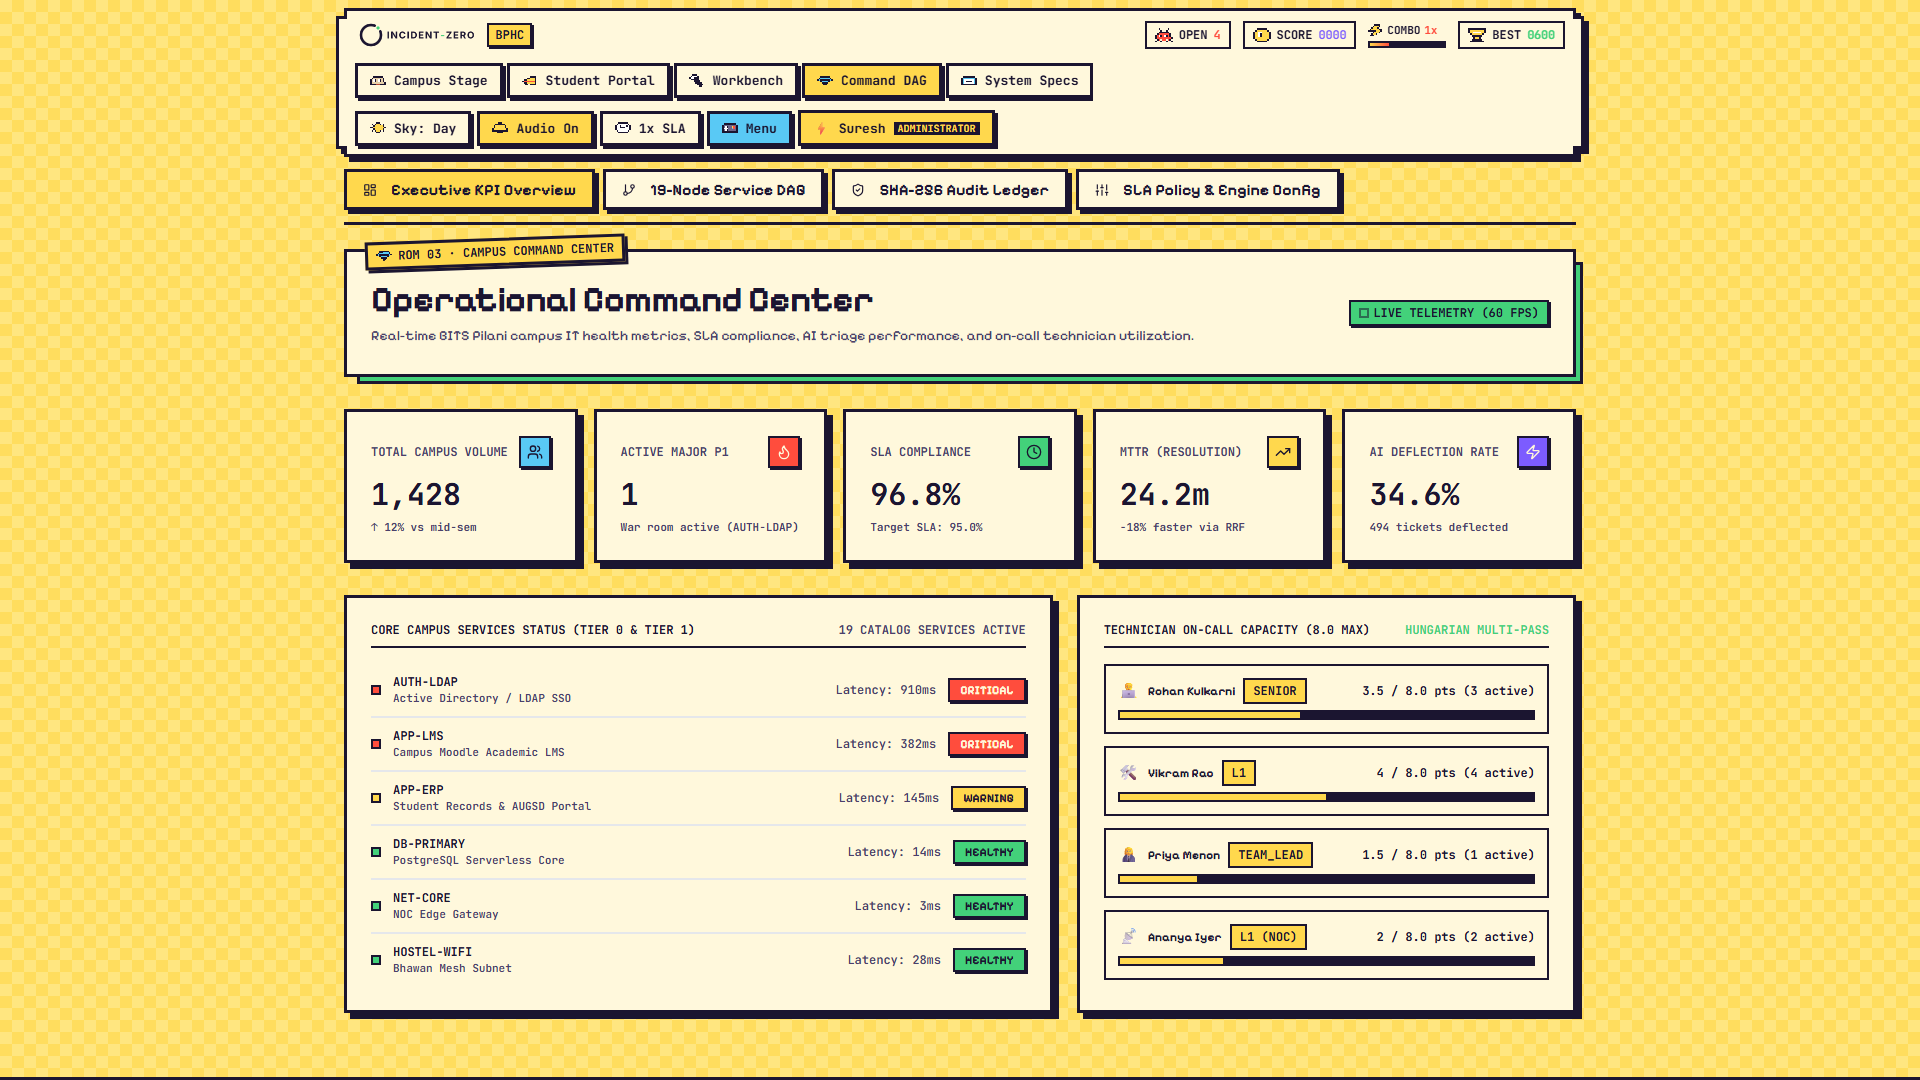 INCIDENT-ZERO BPHC
OPEN 4
SCORE 0000
COMBO 1x
BEST 0600
Campus Stage
Student Portal
Workbench
Command DAG
System Specs
Sky: Day
Audio On
1x SLA
Menu
Suresh ADMINISTRATOR
Executive KPI Overview
19-Node Service DAG
SHA-256 Audit Ledger
SLA Policy & Engine Config
ROM 03 · CAMPUS COMMAND CENTER
Operational Command Center
Real-time BITS Pilani campus IT health metrics, SLA compliance, AI triage performance, and on-call technician utilization.
LIVE TELEMETRY (60 FPS)
TOTAL CAMPUS VOLUME
1,428
↑ 12% vs mid-sem
ACTIVE MAJOR P1
1
War room active (AUTH-LDAP)
SLA COMPLIANCE
96.8%
Target SLA: 95.0%
MTTR (RESOLUTION)
24.2m
-18% faster via RRF
AI DEFLECTION RATE
34.6%
494 tickets deflected
CORE CAMPUS SERVICES STATUS (TIER 0 & TIER 1)
19 CATALOG SERVICES ACTIVE
AUTH-LDAP
Active Directory / LDAP SSO
Latency: 910ms
CRITICAL
APP-LMS
Campus Moodle Academic LMS
Latency: 382ms
CRITICAL
APP-ERP
Student Records & AUGSD Portal
Latency: 145ms
WARNING
DB-PRIMARY
PostgreSQL Serverless Core
Latency: 14ms
HEALTHY
NET-CORE
NOC Edge Gateway
Latency: 3ms
HEALTHY
HOSTEL-WIFI
Bhawan Mesh Subnet
Latency: 28ms
HEALTHY
TECHNICIAN ON-CALL CAPACITY (8.0 MAX)
HUNGARIAN MULTI-PASS
Rohan Kulkarni SENIOR 3.5 / 8.0 pts (3 active)
Vikram Rao L1 4 / 8.0 pts (4 active)
Priya Menon TEAM_LEAD 1.5 / 8.0 pts (1 active)
Ananya Iyer L1 (NOC) 2 / 8.0 pts (2 active)